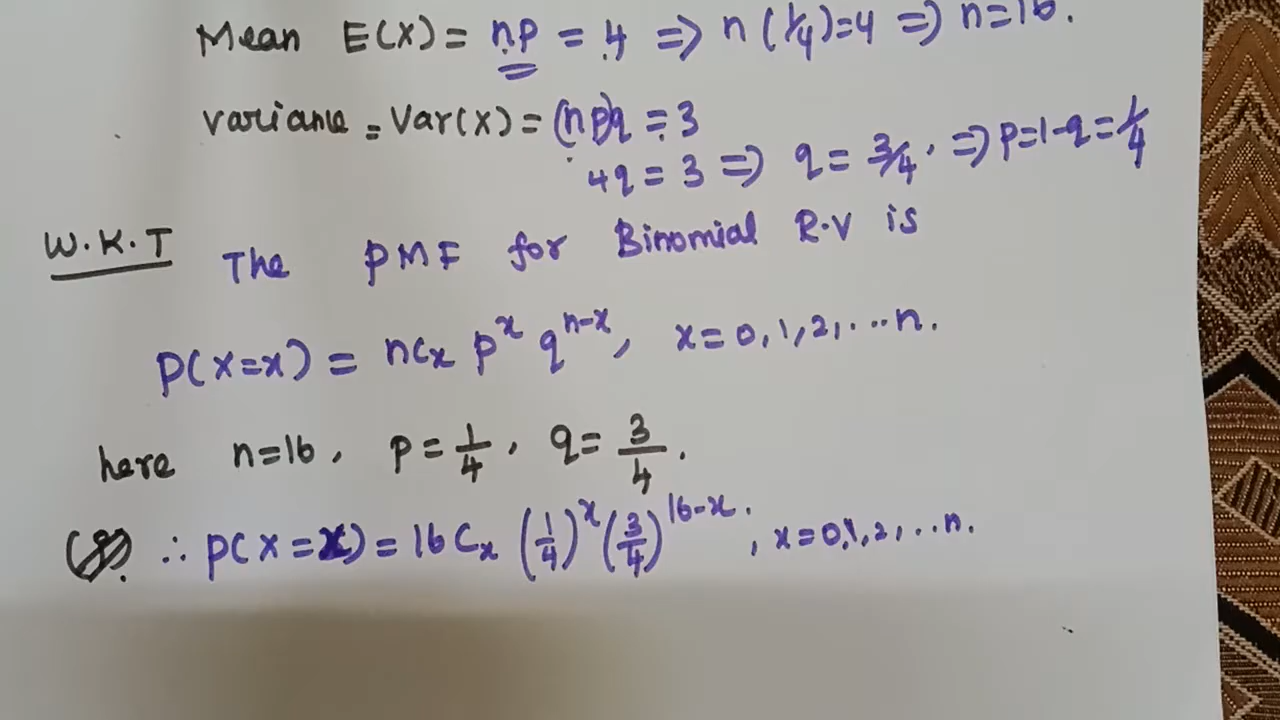 Mean E(X) = np = 4 => n(1/4)=4 => n=16.
Variance = Var(X) = (np)q = 3
4q = 3 => q = 3/4. => p=1-q=1/4
W.K.T The PMF for Binomial R.V is
P(X=x) = nCx p^x q^n-x, x=0,1,2,...n.
here n=16, p=1/4, q=3/4.
∴ P(X=x) = 16Cx (1/4)^x (3/4)^16-x. , x=0,1,2,...n.